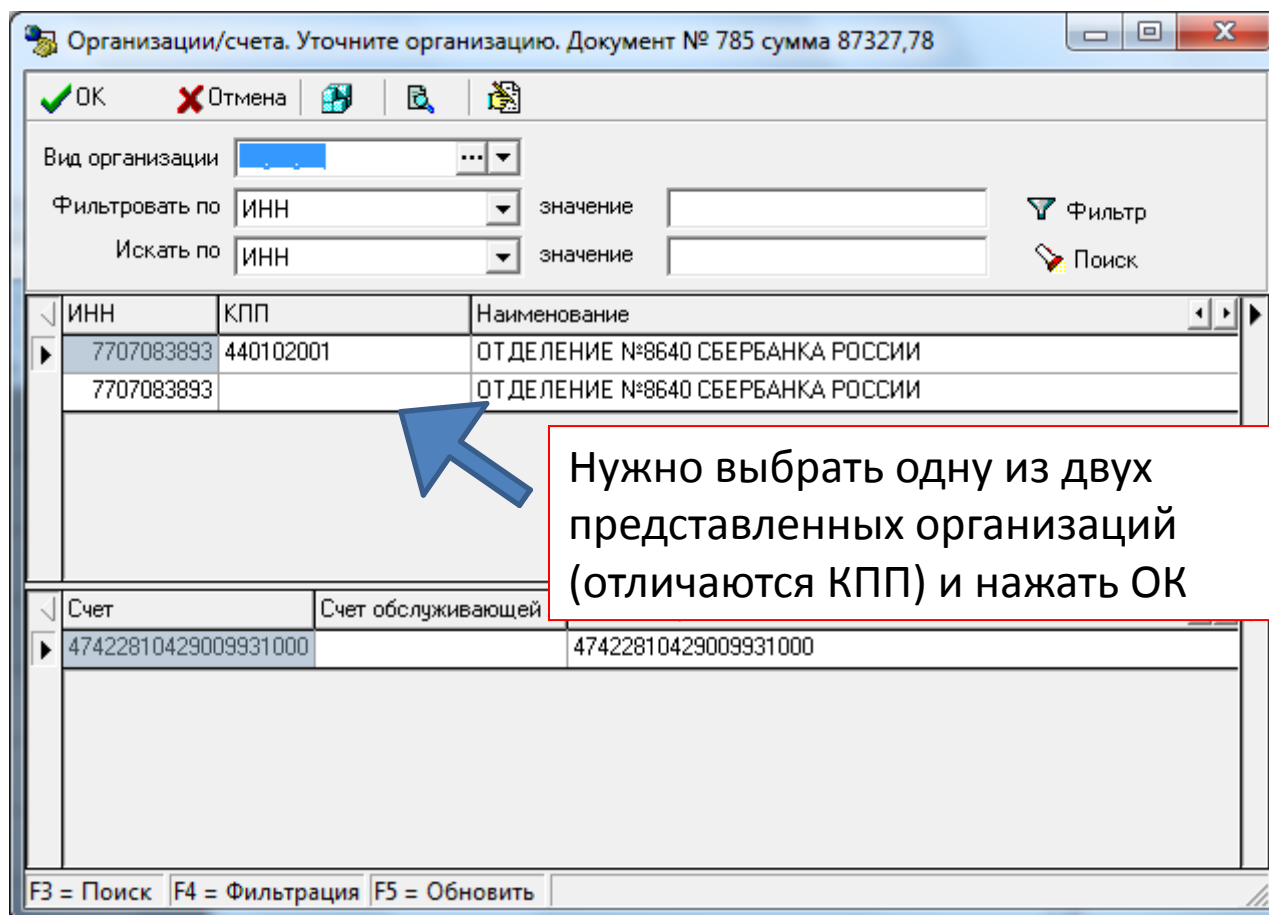 Организации/счета. Уточните организацию. Документ № 785 сумма 87327,78
ОК Отмена
Вид организации
Фильтровать по ИНН значение Фильтр
Искать по ИНН значение Поиск
ИНН КПП Наименование
7707083893 440102001 ОТДЕЛЕНИЕ №8640 СБЕРБАНКА РОССИИ
7707083893 ОТДЕЛЕНИЕ №8640 СБЕРБАНКА РОССИИ
Нужно выбрать одну из двух
представленных организаций
(отличаются КПП) и нажать ОК
Счет Счет обслуживающей
47422810429009931000 47422810429009931000
F3 = Поиск F4 = Фильтрация F5 = Обновить